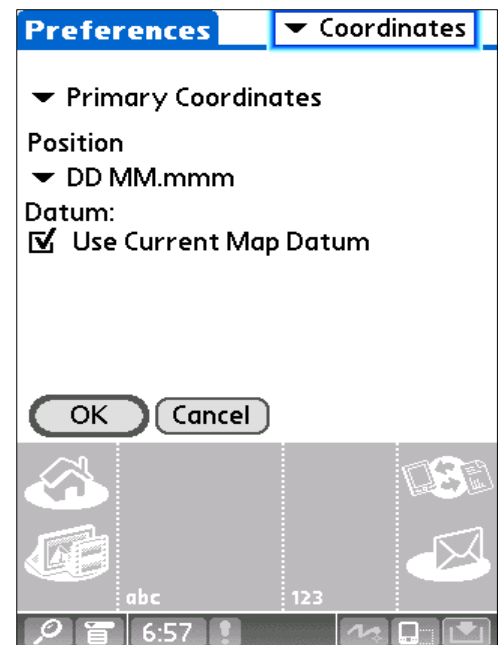 Preferences Coordinates
Primary Coordinates
Position
DD MM.mmm
Datum:
Use Current Map Datum
OK Cancel
abc 123
6:57